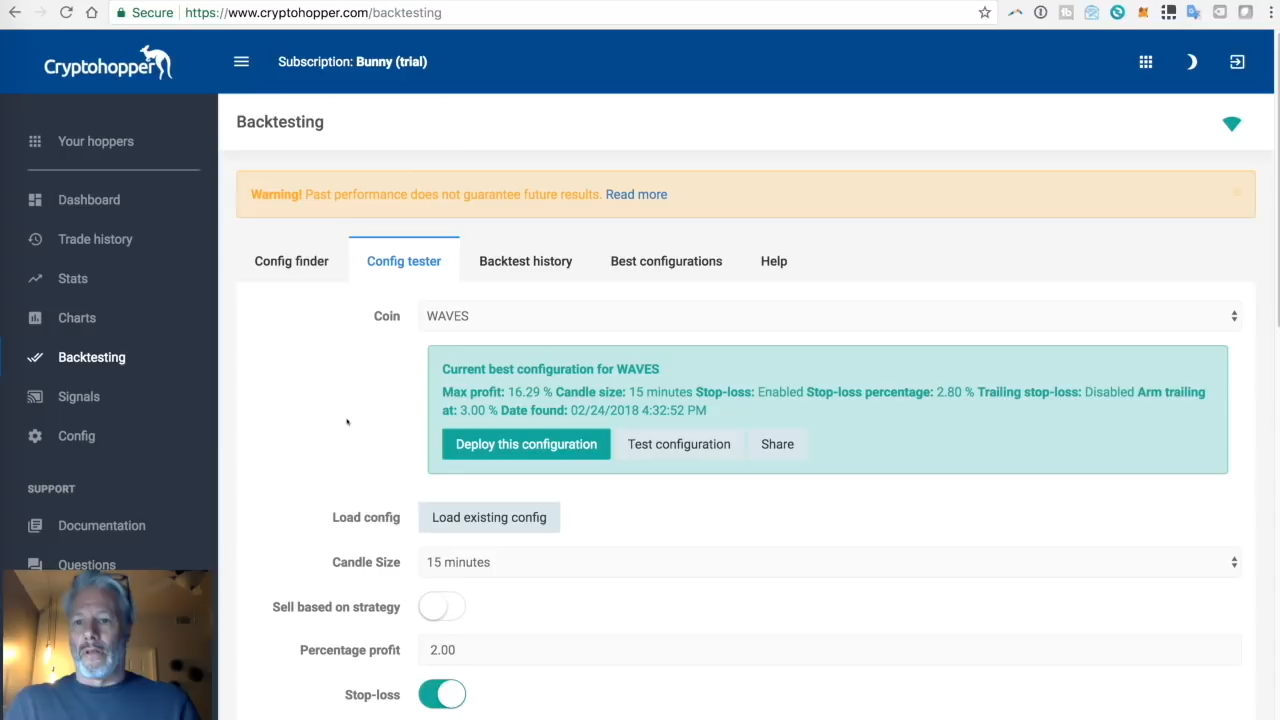 Secure
https://www.cryptohopper.com/backtesting
Cryptohopper
Subscription: Bunny (trial)
Your hoppers
Dashboard
Trade history
Stats
Charts
Backtesting
Signals
Config
SUPPORT
Documentation
Questions
Backtesting
Warning! Past performance does not guarantee future results. Read more
Config finder
Config tester
Backtest history
Best configurations
Help
Coin
WAVES
Current best configuration for WAVES
Max profit: 16.29 % Candle size: 15 minutes Stop-loss: Enabled Stop-loss percentage: 2.80 % Trailing stop-loss: Disabled Arm trailing
at: 3.00 % Date found: 02/24/2018 4:32:52 PM
Deploy this configuration
Test configuration
Share
Load config
Load existing config
Candle Size
15 minutes
Sell based on strategy
Percentage profit
2.00
Stop-loss